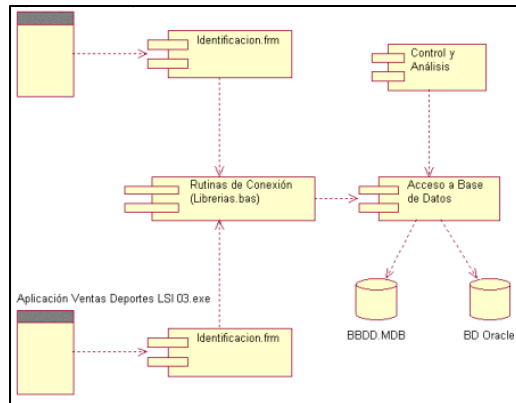 Identificacion.frm
Control y
Análisis
Rutinas de Conexión
(Librerias.bas)
Acceso a Base
de Datos
Aplicación Ventas Deportes LSI 03.exe
Identificacion.frm
BBDD.MDB
BD Oracle